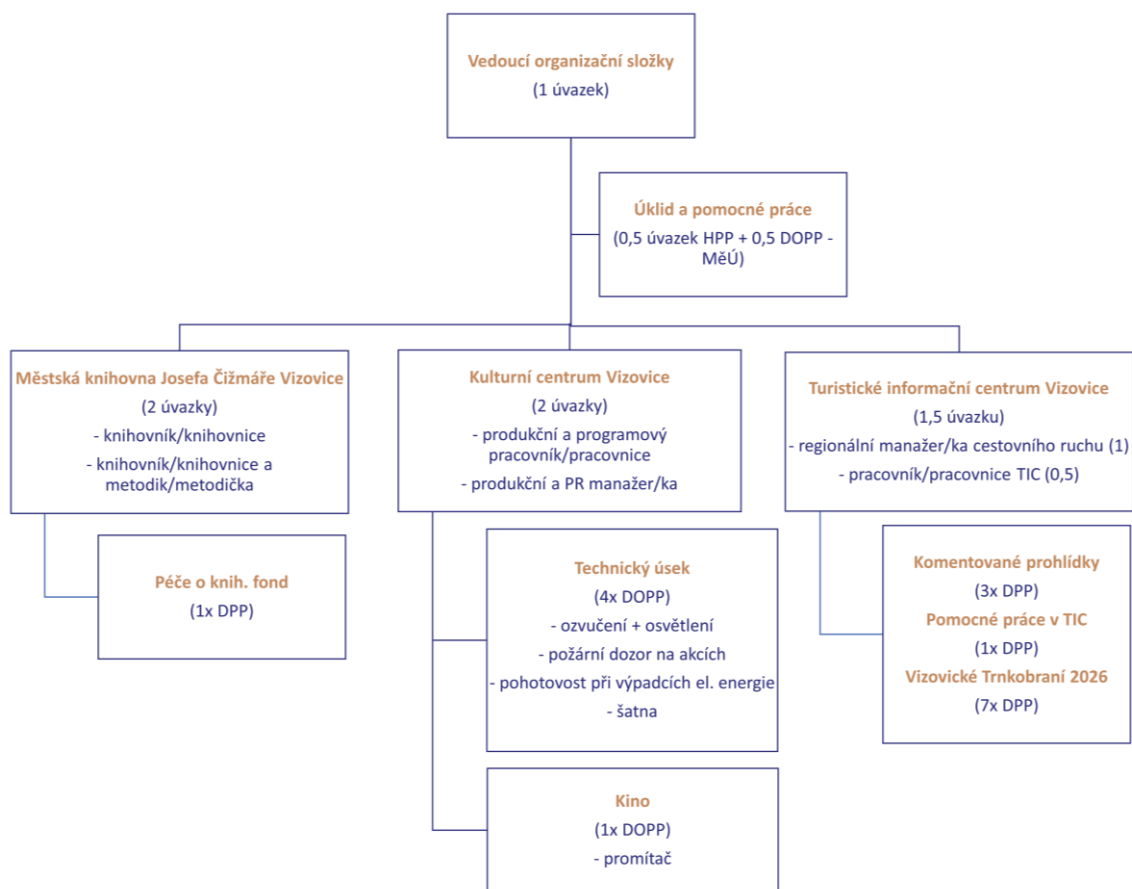 Vedoucí organizační složky
(1 úvazek)
Úklid a pomocné práce
(0,5 úvazek HPP + 0,5 DOPP -
MěÚ)
Městská knihovna Josefa Čižmáře Vizovice
(2 úvazky)
- knihovník/knihovnice
- knihovník/knihovnice a
metodik/metodička
Péče o knih. fond
(1x DPP)
Kulturní centrum Vizovice
(2 úvazky)
- produkční a programový
pracovník/pracovnice
- produkční a PR manažer/ka
Technický úsek
(4x DOPP)
- ozvučení + osvětlení
- požární dozor na akcích
- pohotovost při výpadcích el. energie
- šatna
Kino
(1x DOPP)
- promítač
Turistické informační centrum Vizovice
(1,5 úvazku)
- regionální manažer/ka cestovního ruchu (1)
- pracovník/pracovnice TIC (0,5)
Komentované prohlídky
(3x DPP)
Pomocné práce v TIC
(1x DPP)
Vizovické Trnkobraní 2026
(7x DPP)